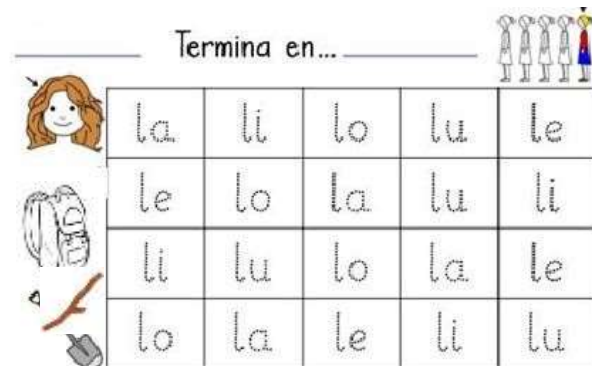 Termina en...
la li lo lu le
le lo la lu li
li lu lo la le
lo la le li lu